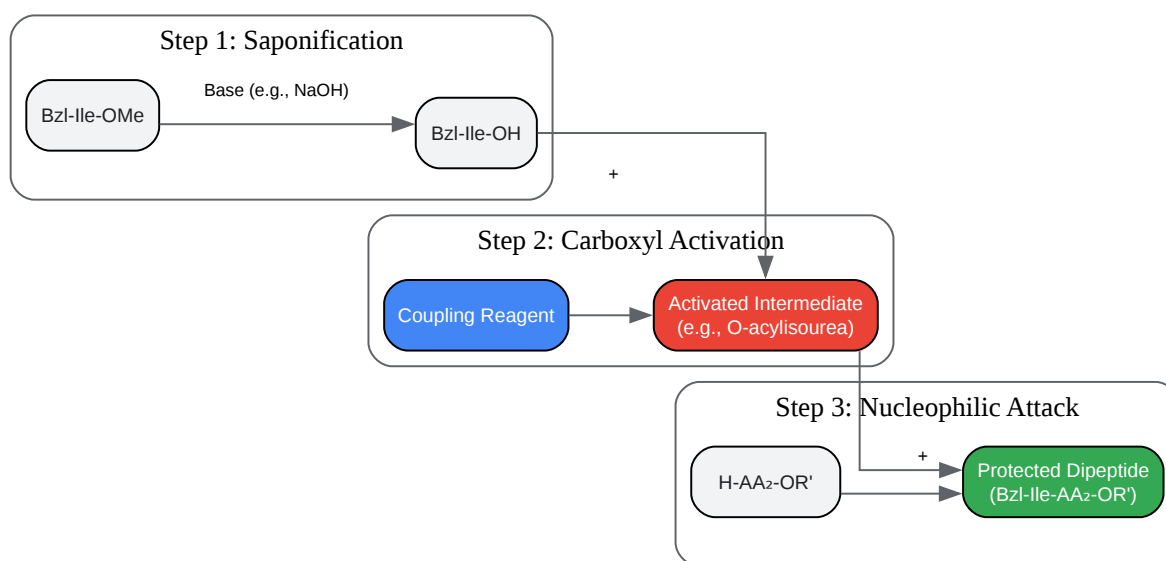 Step 1: Saponification
Base (e.g., NaOH)
Bzl-Ile-OMe
Bzl-Ile-OH
+
Step 2: Carboxyl Activation
Coupling Reagent
Activated Intermediate
(e.g., O-acylisourea)
Step 3: Nucleophilic Attack
+
H-AA₂-OR'
Protected Dipeptide
(Bzl-Ile-AA₂-OR')